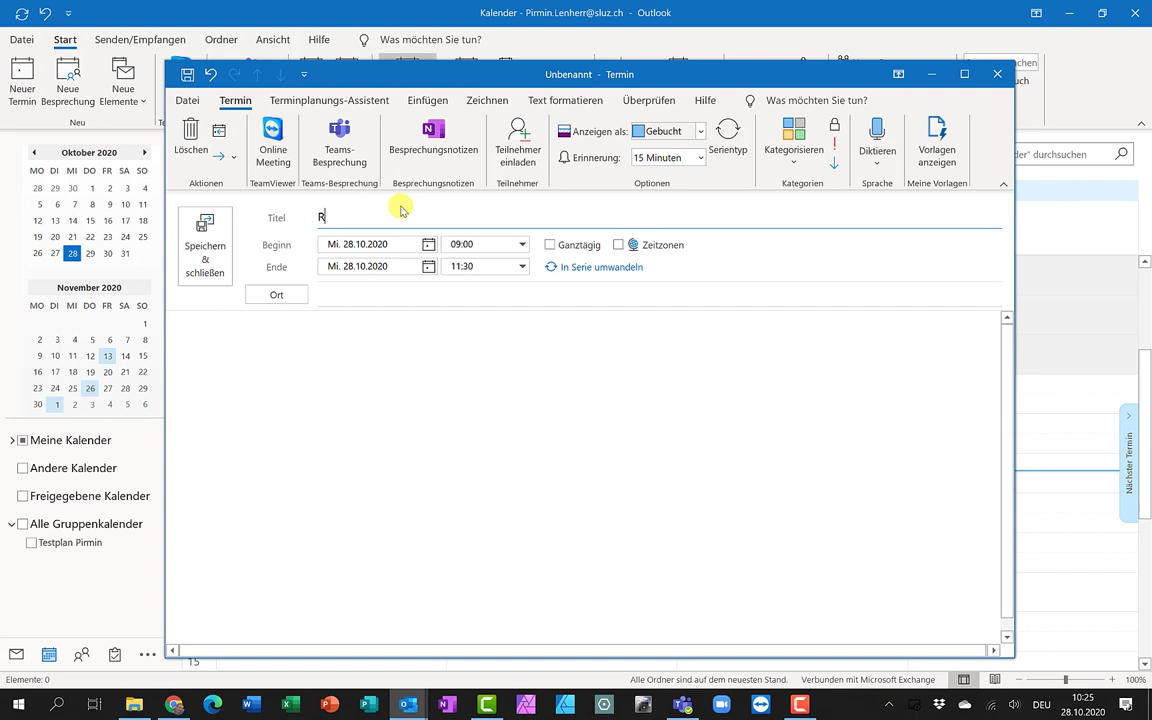 Kalender - Pirmin.Lenherr@sluz.ch - Outlook
Datei Start Senden/Empfangen Ordner Ansicht Hilfe Was möchten Sie tun?
Neuer Termin
Neue Besprechung
Neue Elemente
Neu
Unbenannt - Termin
Datei Termin Terminplanungs-Assistent Einfügen Zeichnen Text formatieren Überprüfen Hilfe Was möchten Sie tun?
Löschen
Aktionen
Online Meeting
TeamViewer
Teams-Besprechung
Teams-Besprechung
Besprechungsnotizen
Besprechungsnotizen
Teilnehmer einladen
Teilnehmer
Anzeigen als: Gebucht
Erinnerung: 15 Minuten
Serientyp
Optionen
Kategorisieren
Kategorien
Diktieren
Sprache
Vorlagen anzeigen
Meine Vorlagen
der" durchsuchen
Speichern & schließen
Titel R
Beginn Mi. 28.10.2020 09:00 Ganztägig Zeitzonen
Ende Mi. 28.10.2020 11:30 In Serie umwandeln
Ort
Oktober 2020
MO DI MI DO FR SA SO
28 29 30 1 2 3 4
5 6 7 8 9 10 11
12 13 14 15 16 17 18
19 20 21 22 23 24 25
26 27 28 29 30 31
November 2020
MO DI MI DO FR SA SO
1
2 3 4 5 6 7 8
9 10 11 12 13 14 15
16 17 18 19 20 21 22
23 24 25 26 27 28 29
30 1 2 3 4 5 6
Meine Kalender
Andere Kalender
Freigegebene Kalender
Alle Gruppenkalender
Testplan Pirmin
Nächster Termin
15
Elemente: 0
Alle Ordner sind auf dem neuesten Stand. Verbunden mit Microsoft Exchange
100%
DEU
10:25
28.10.2020